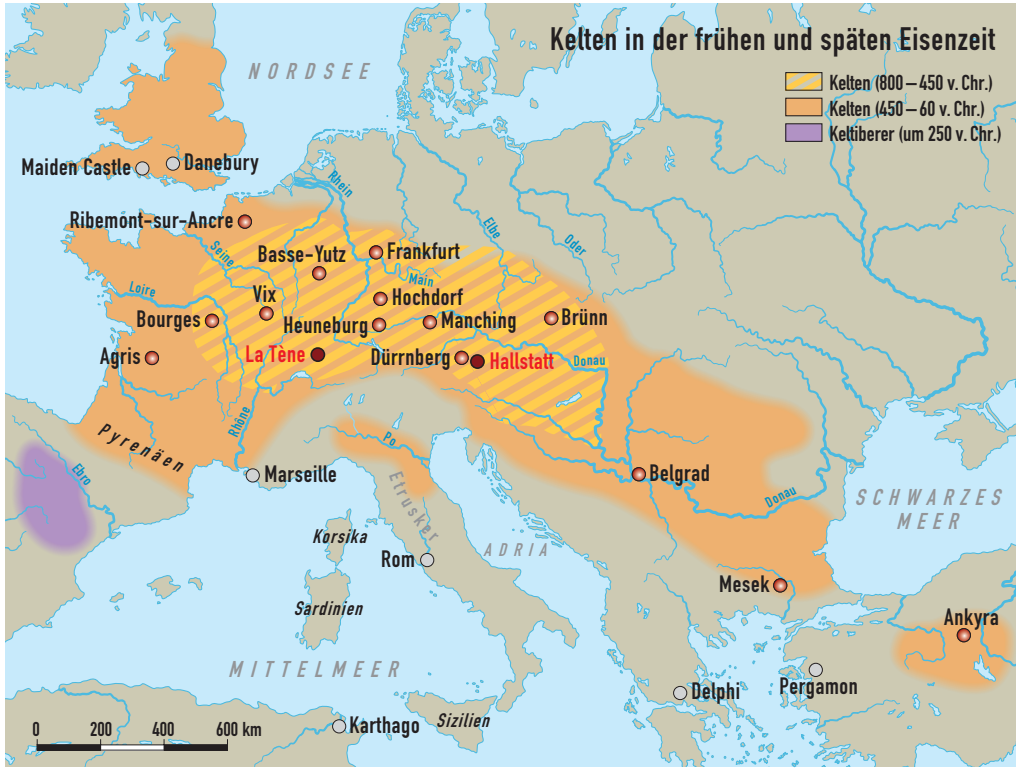 Kelten in der frühen und späten Eisenzeit
Kelten (800 – 450 v. Chr.)
Kelten (450 – 60 v. Chr.)
Keltiberer (um 250 v. Chr.)
NORDSEE
Maiden Castle
Danebury
Ribemont-sur-Ancre
Rhein
Elbe
Oder
Seine
Basse-Yutz
Frankfurt
Main
Loire
Vix
Hochdorf
Bourges
Heuneburg
Manching
Brünn
Agris
La Tène
Dürrnberg
Hallstatt
Donau
Rhône
Pyrenäen
Po
Ebro
Marseille
Etrusker
Belgrad
Donau
SCHWARZES
MEER
Korsika
Rom
ADRIA
Sardinien
Mesek
Ankyra
MITTELMEER
Delphi
Pergamon
Sizilien
Karthago
0 200 400 600 km